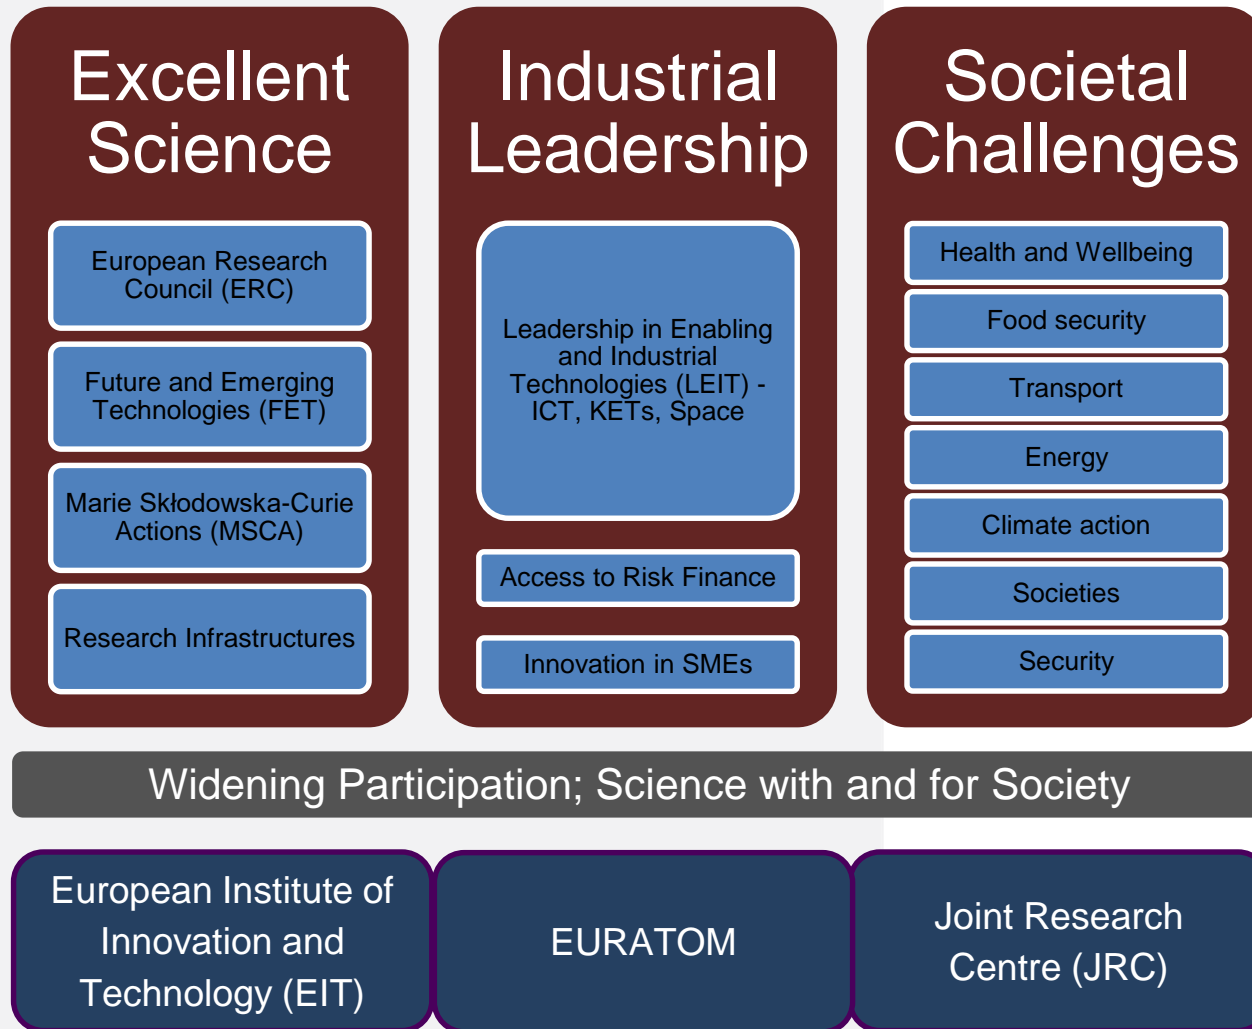 Excellent
Science
European Research
Council (ERC)
Future and Emerging
Technologies (FET)
Marie Skłodowska-Curie
Actions (MSCA)
Research Infrastructures
Industrial
Leadership
Leadership in Enabling
and Industrial
Technologies (LEIT) -
ICT, KETs, Space
Access to Risk Finance
Innovation in SMEs
Societal
Challenges
Health and Wellbeing
Food security
Transport
Energy
Climate action
Societies
Security
Widening Participation; Science with and for Society
European Institute of
Innovation and
Technology (EIT)
EURATOM
Joint Research
Centre (JRC)